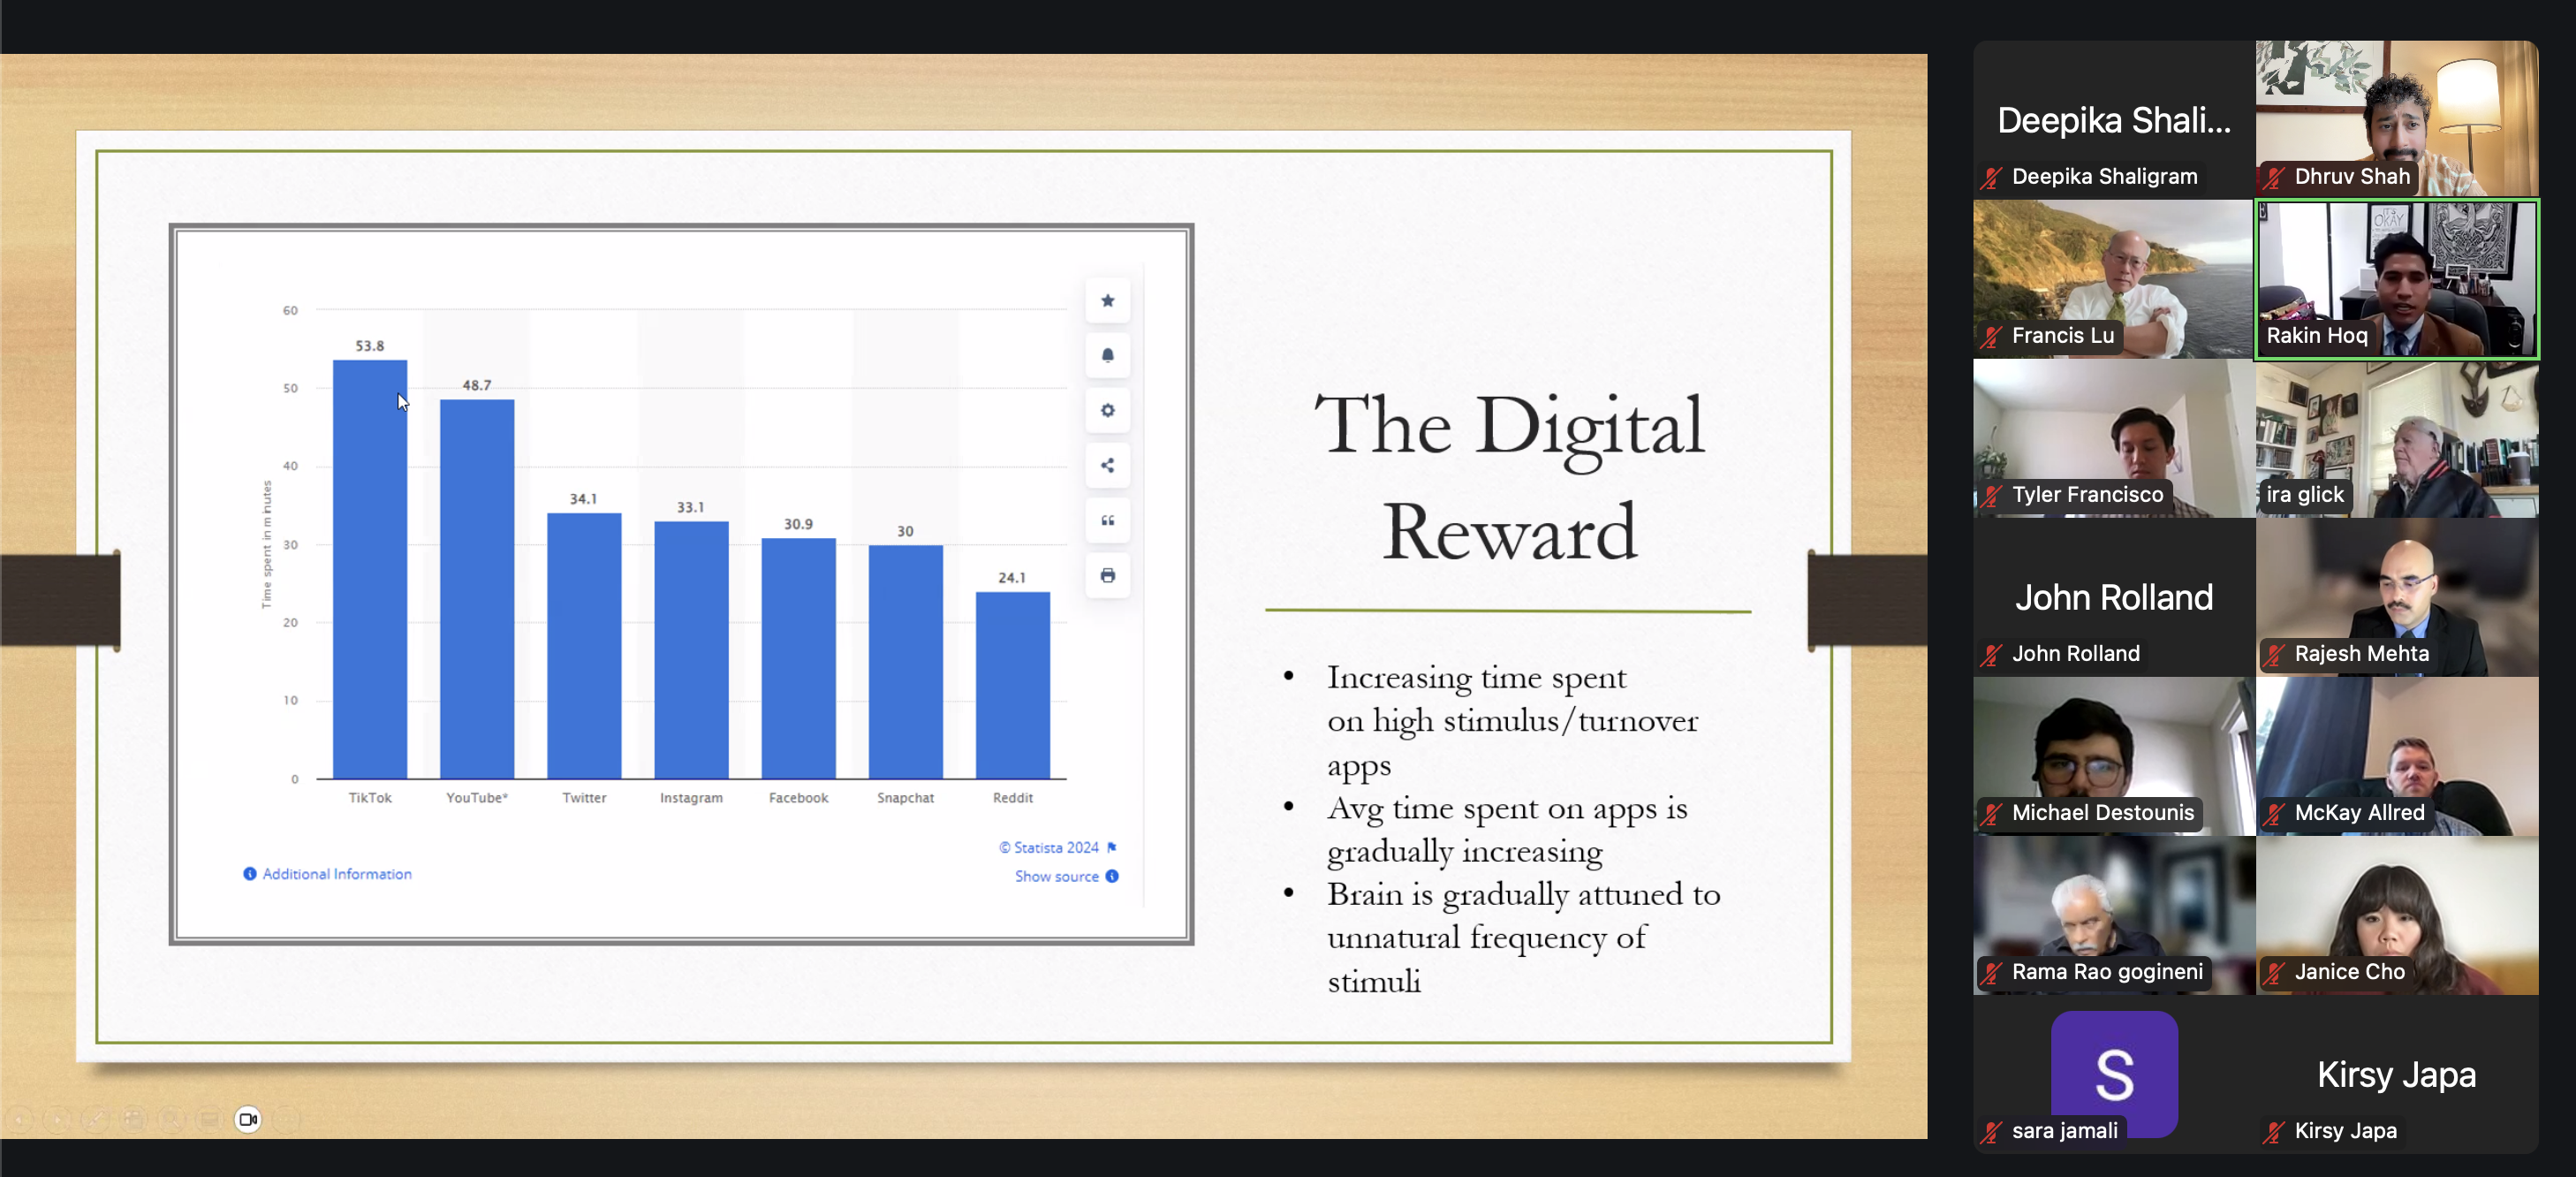 60
50
40
30
20
10
0
Time spent in minutes
53.8
48.7
34.1
33.1
30.9
30
24.1
TikTok
YouTube*
Twitter
Instagram
Facebook
Snapchat
Reddit
© Statista 2024
Additional Information
Show source
The Digital
Reward
• Increasing time spent
on high stimulus/turnover
apps
• Avg time spent on apps is
gradually increasing
• Brain is gradually attuned to
unnatural frequency of
stimuli
Deepika Shali...
Deepika Shaligram
Dhruv Shah
Francis Lu
IT'S
OKAY
Rakin Hoq
Tyler Francisco
ira glick
John Rolland
John Rolland
Rajesh Mehta
Michael Destounis
McKay Allred
Rama Rao gogineni
Janice Cho
S
sara jamali
Kirsy Japa
Kirsy Japa